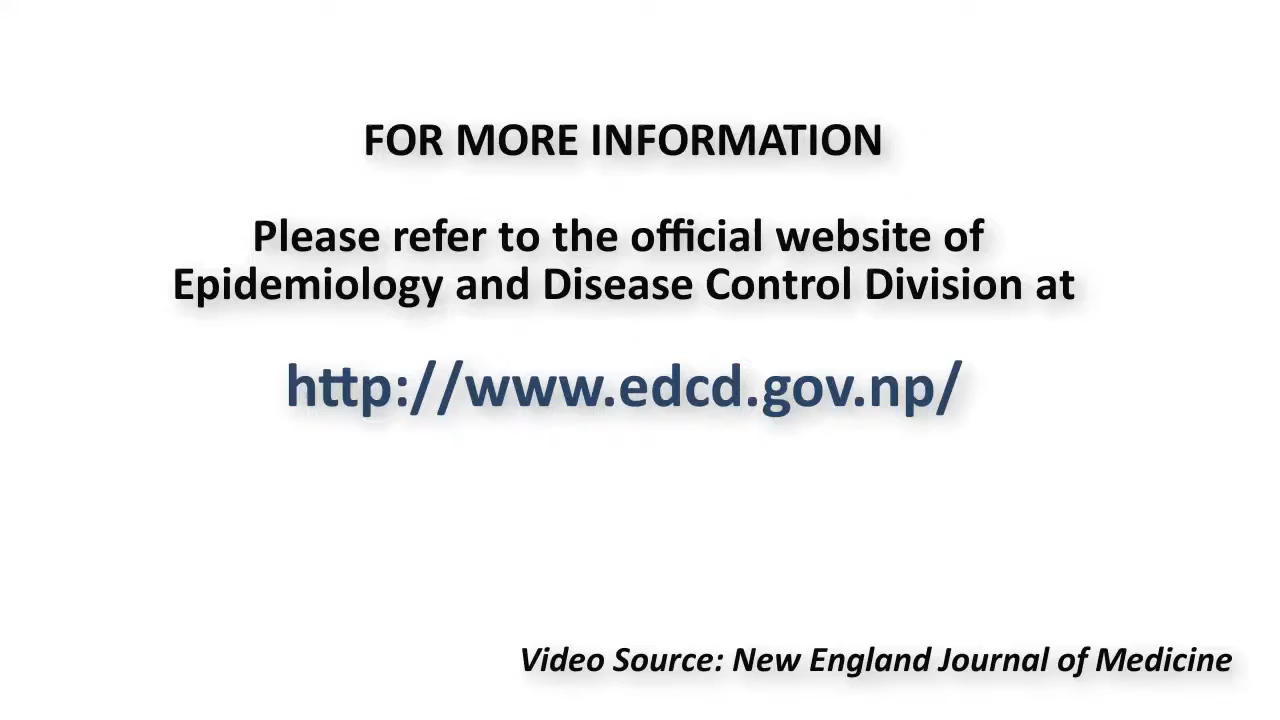 FOR MORE INFORMATION
Please refer to the official website of
Epidemiology and Disease Control Division at
http://www.edcd.gov.np/
Video Source: New England Journal of Medicine